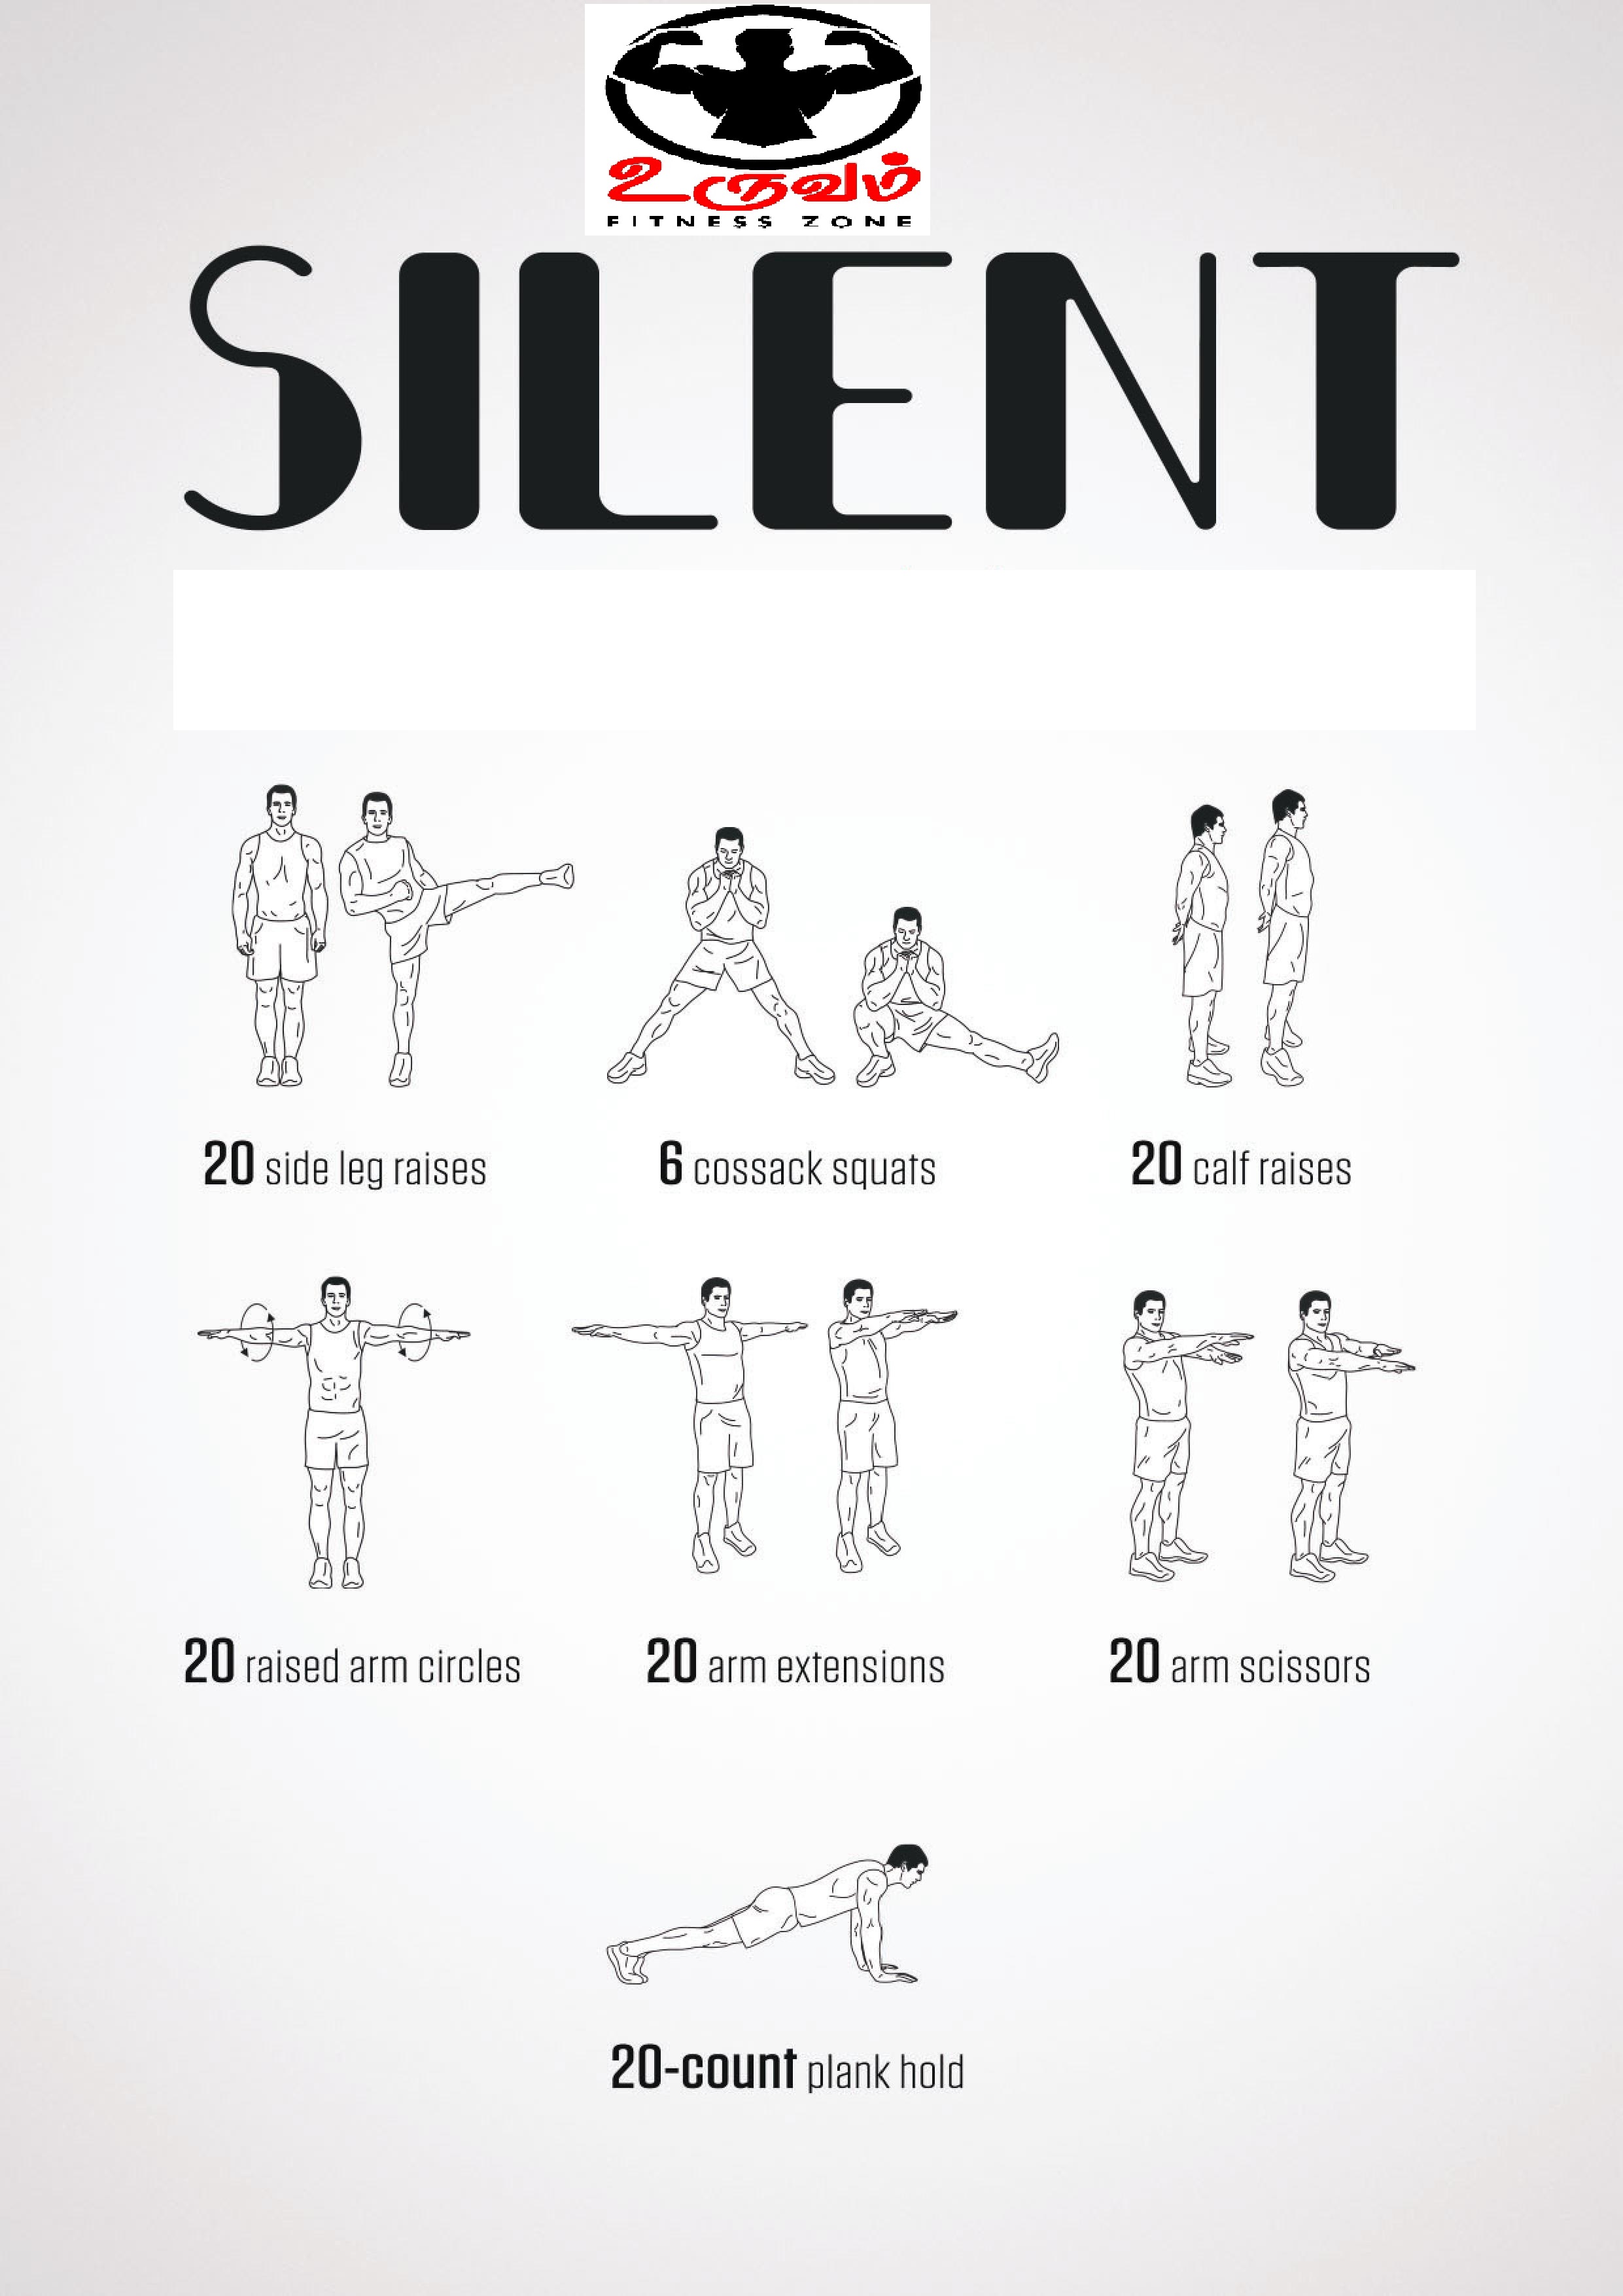 உருவம்
FITNESS ZONE
SILENT
20 side leg raises
6 cossack squats
20 calf raises
20 raised arm circles
20 arm extensions
20 arm scissors
20-count plank hold